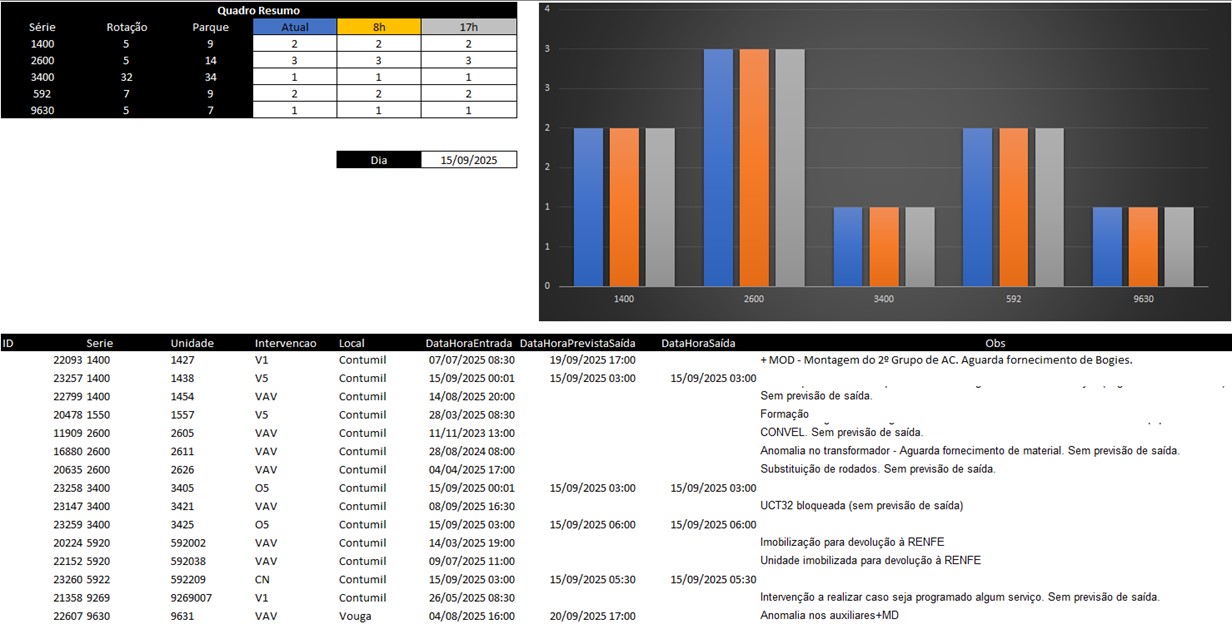 Quadro Resumo
Série Rotação Parque Atual 8h 17h
1400 5 9 2 2 2
2600 5 14 3 3 3
3400 32 34 1 1 1
592 7 9 2 2 2
9630 5 7 1 1 1
Dia 15/09/2025
4
3
3
2
2
1
1
0
1400 2600 3400 592 9630
ID Serie Unidade Intervencao Local DataHoraEntrada DataHoraPrevistaSaída DataHoraSaída Obs
22093 1400 1427 V1 Contumil 07/07/2025 08:30 19/09/2025 17:00 + MOD - Montagem do 2º Grupo de AC. Aguarda fornecimento de Bogies.
23257 1400 1438 V5 Contumil 15/09/2025 00:01 15/09/2025 03:00 15/09/2025 03:00
22799 1400 1454 VAV Contumil 14/08/2025 20:00 Sem previsão de saída.
20478 1550 1557 V5 Contumil 28/03/2025 08:30 Formação
11909 2600 2605 VAV Contumil 11/11/2023 13:00 CONVEL. Sem previsão de saída.
16880 2600 2611 VAV Contumil 28/08/2024 08:00 Anomalia no transformador - Aguarda fornecimento de material. Sem previsão de saída.
20635 2600 2626 VAV Contumil 04/04/2025 17:00 Substituição de rodados. Sem previsão de saída.
23258 3400 3405 O5 Contumil 15/09/2025 00:01 15/09/2025 03:00 15/09/2025 03:00
23147 3400 3421 VAV Contumil 08/09/2025 16:30 UCT32 bloqueada (sem previsão de saída)
23259 3400 3425 O5 Contumil 15/09/2025 03:00 15/09/2025 06:00 15/09/2025 06:00
20224 5920 592002 VAV Contumil 14/03/2025 19:00 Imobilização para devolução à RENFE
22152 5920 592038 VAV Contumil 09/07/2025 11:00 Unidade imobilizada para devolução à RENFE
23260 5922 592209 CN Contumil 15/09/2025 03:00 15/09/2025 05:30 15/09/2025 05:30
21358 9269 9269007 V1 Contumil 26/05/2025 08:30 Intervenção a realizar caso seja programado algum serviço. Sem previsão de saída.
22607 9630 9631 VAV Vouga 04/08/2025 16:00 20/09/2025 17:00 Anomalia nos auxiliares+MD